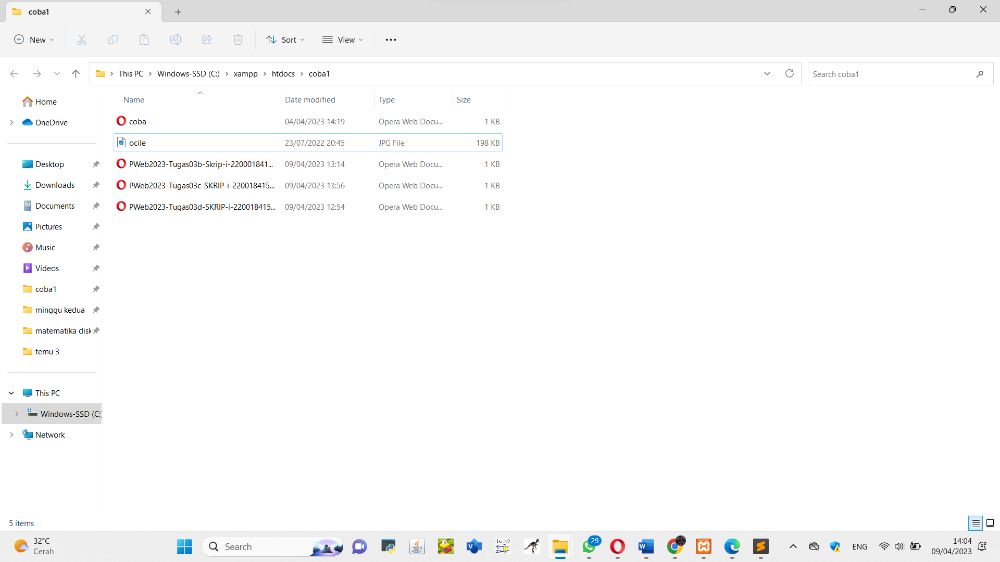 coba1
New
Sort
View
This PC
Windows-SSD (C:)
xampp
htdocs
coba1
Search coba1
Name
Date modified
Type
Size
coba
04/04/2023 14:19
Opera Web Docu...
1 KB
ocile
23/07/2022 20:45
JPG File
198 KB
PWeb2023-Tugas03b-Skrip-i-220001841...
09/04/2023 13:14
Opera Web Docu...
1 KB
PWeb2023-Tugas03c-SKRIP-i-220018415...
09/04/2023 13:56
Opera Web Docu...
1 KB
PWeb2023-Tugas03d-SKRIP-i-220018415...
09/04/2023 12:54
Opera Web Docu...
1 KB
Home
OneDrive
Desktop
Downloads
Documents
Pictures
Music
Videos
coba1
minggu kedua
matematika disk
temu 3
This PC
Windows-SSD (C:)
Network
5 items
32°C
Cerah
Search
dsch2
29
ENG
14:04
09/04/2023